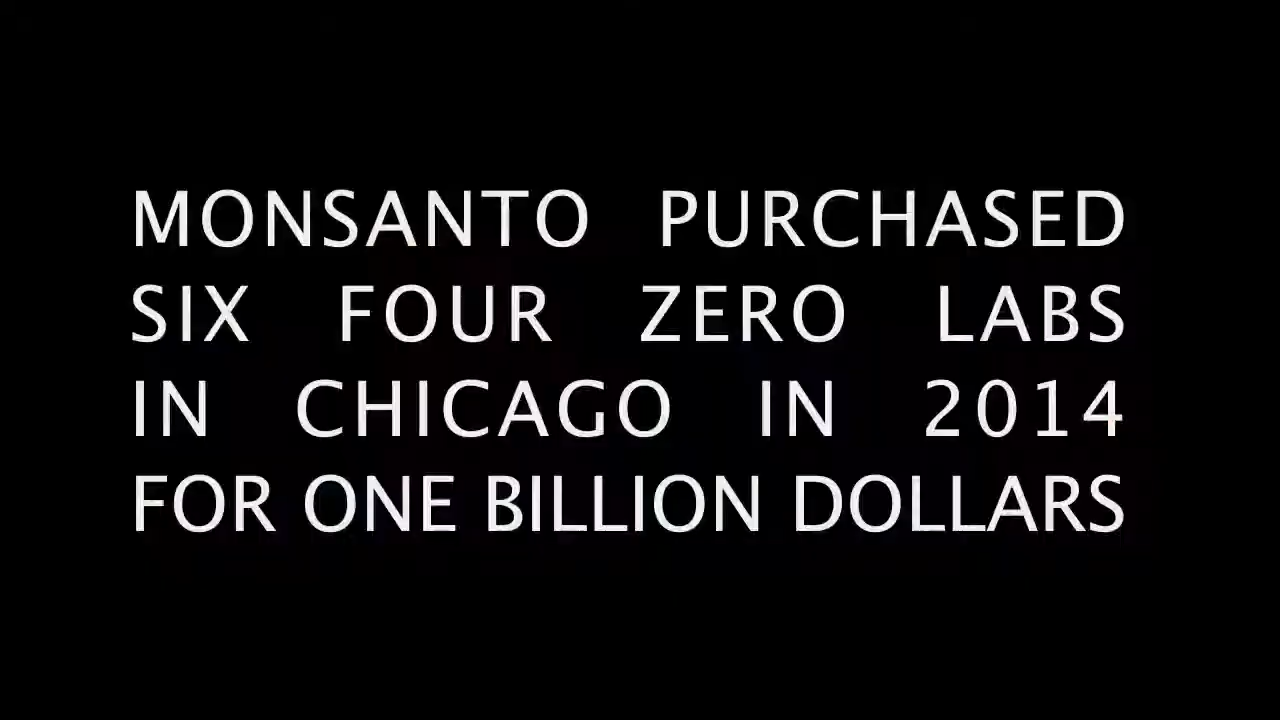 MONSANTO PURCHASED
SIX FOUR ZERO LABS
IN CHICAGO IN 2014
FOR ONE BILLION DOLLARS